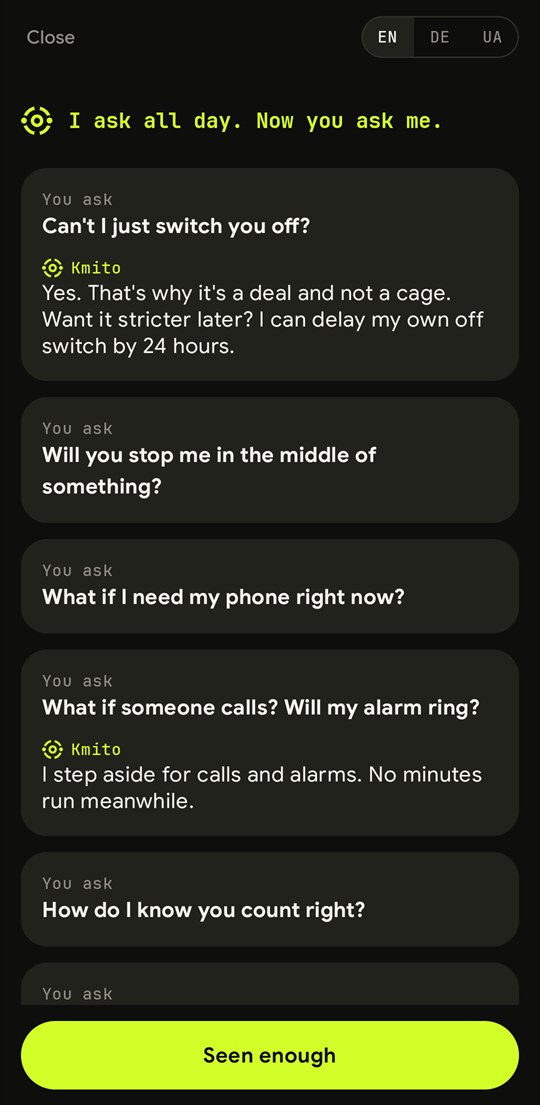 Close
EN DE UA
I ask all day. Now you ask me.
You ask
Can't I just switch you off?
Kmito
Yes. That's why it's a deal and not a cage.
Want it stricter later? I can delay my own off
switch by 24 hours.
You ask
Will you stop me in the middle of
something?
You ask
What if I need my phone right now?
You ask
What if someone calls? Will my alarm ring?
Kmito
I step aside for calls and alarms. No minutes
run meanwhile.
You ask
How do I know you count right?
You ask
Seen enough